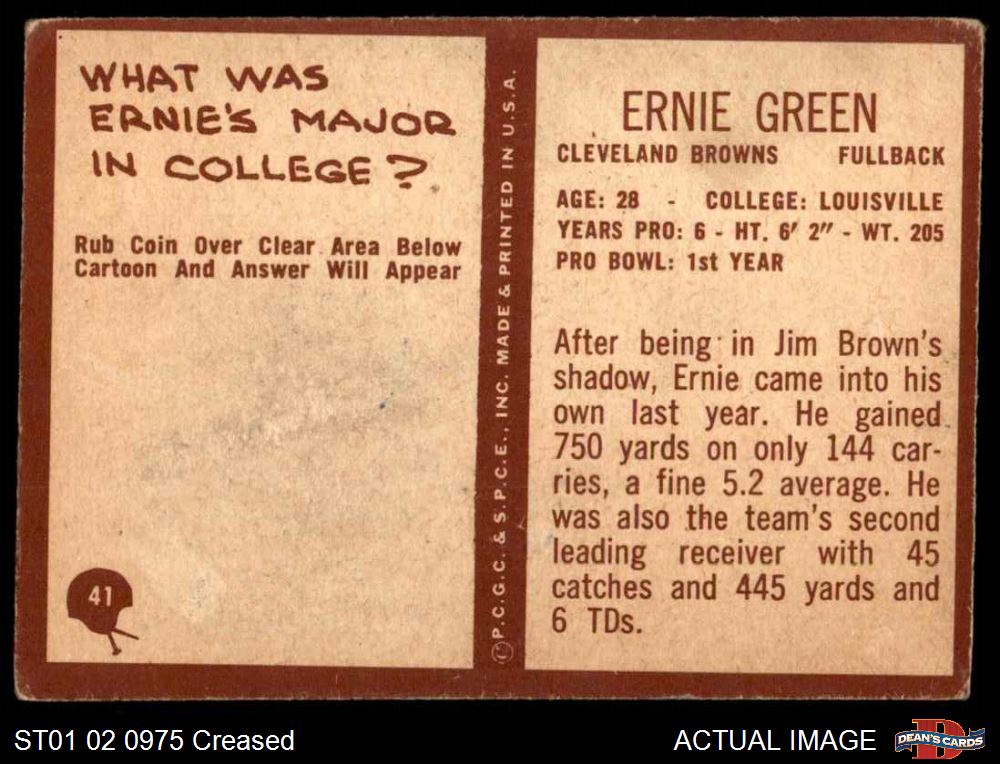 WHAT WAS
ERNIE'S MAJOR
IN COLLEGE?
Rub Coin Over Clear Area Below
Cartoon And Answer Will Appear
41
© P.C.G.C. & S.P.C.E., INC. MADE & PRINTED IN U.S.A.
ERNIE GREEN
CLEVELAND BROWNS FULLBACK
AGE: 28 - COLLEGE: LOUISVILLE
YEARS PRO: 6 - HT. 6' 2" - WT. 205
PRO BOWL: 1st YEAR
After being in Jim Brown's
shadow, Ernie came into his
own last year. He gained
750 yards on only 144 car-
ries, a fine 5.2 average. He
was also the team's second
leading receiver with 45
catches and 445 yards and
6 TDs.
ST01 02 0975 Creased
ACTUAL IMAGE
D
DEAN'S CARDS